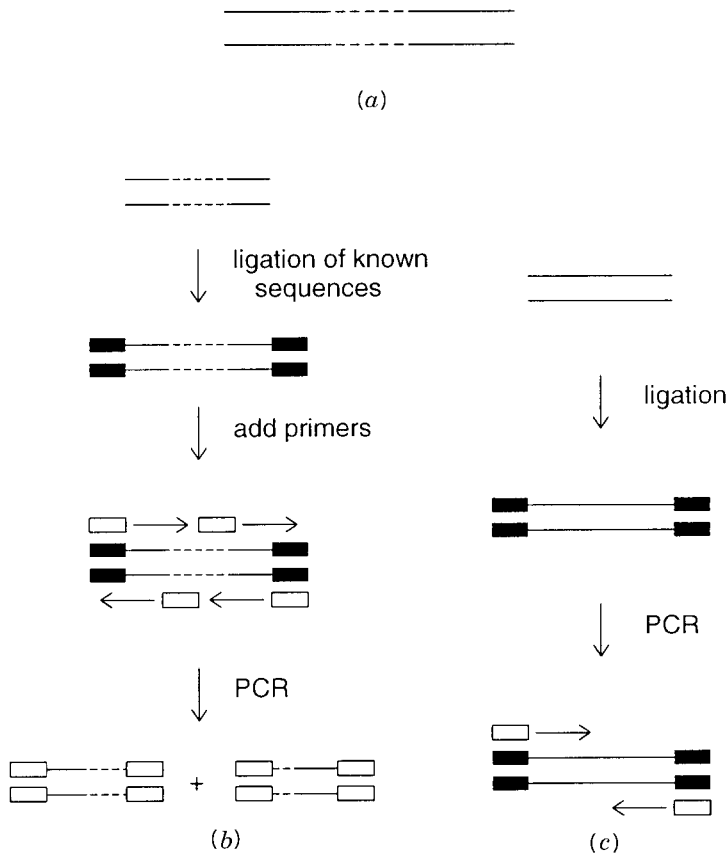 (a)
ligation of known
sequences
add primers
PCR
+
(b)
ligation
PCR
(c)